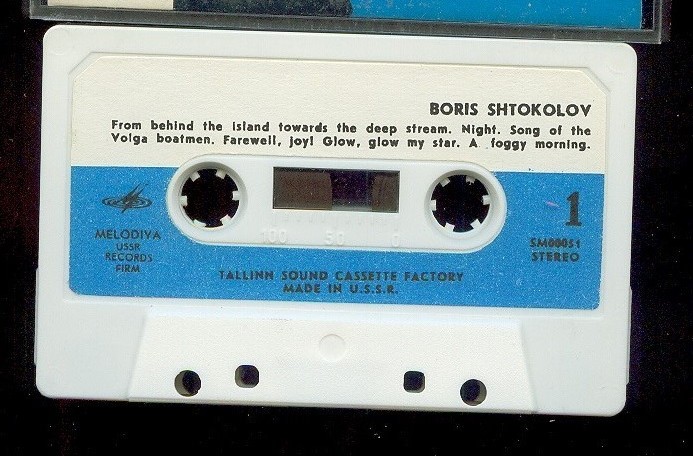 BORIS SHTOKOLOV
From behind the island towards the deep stream. Night. Song of the
Volga boatmen. Farewell, joy! Glow, glow my star. A foggy morning.
1
MELODIYA
USSR
RECORDS
FIRM
100 50 0
SM00051
STEREO
TALLINN SOUND CASSETTE FACTORY
MADE IN U.S.S.R.